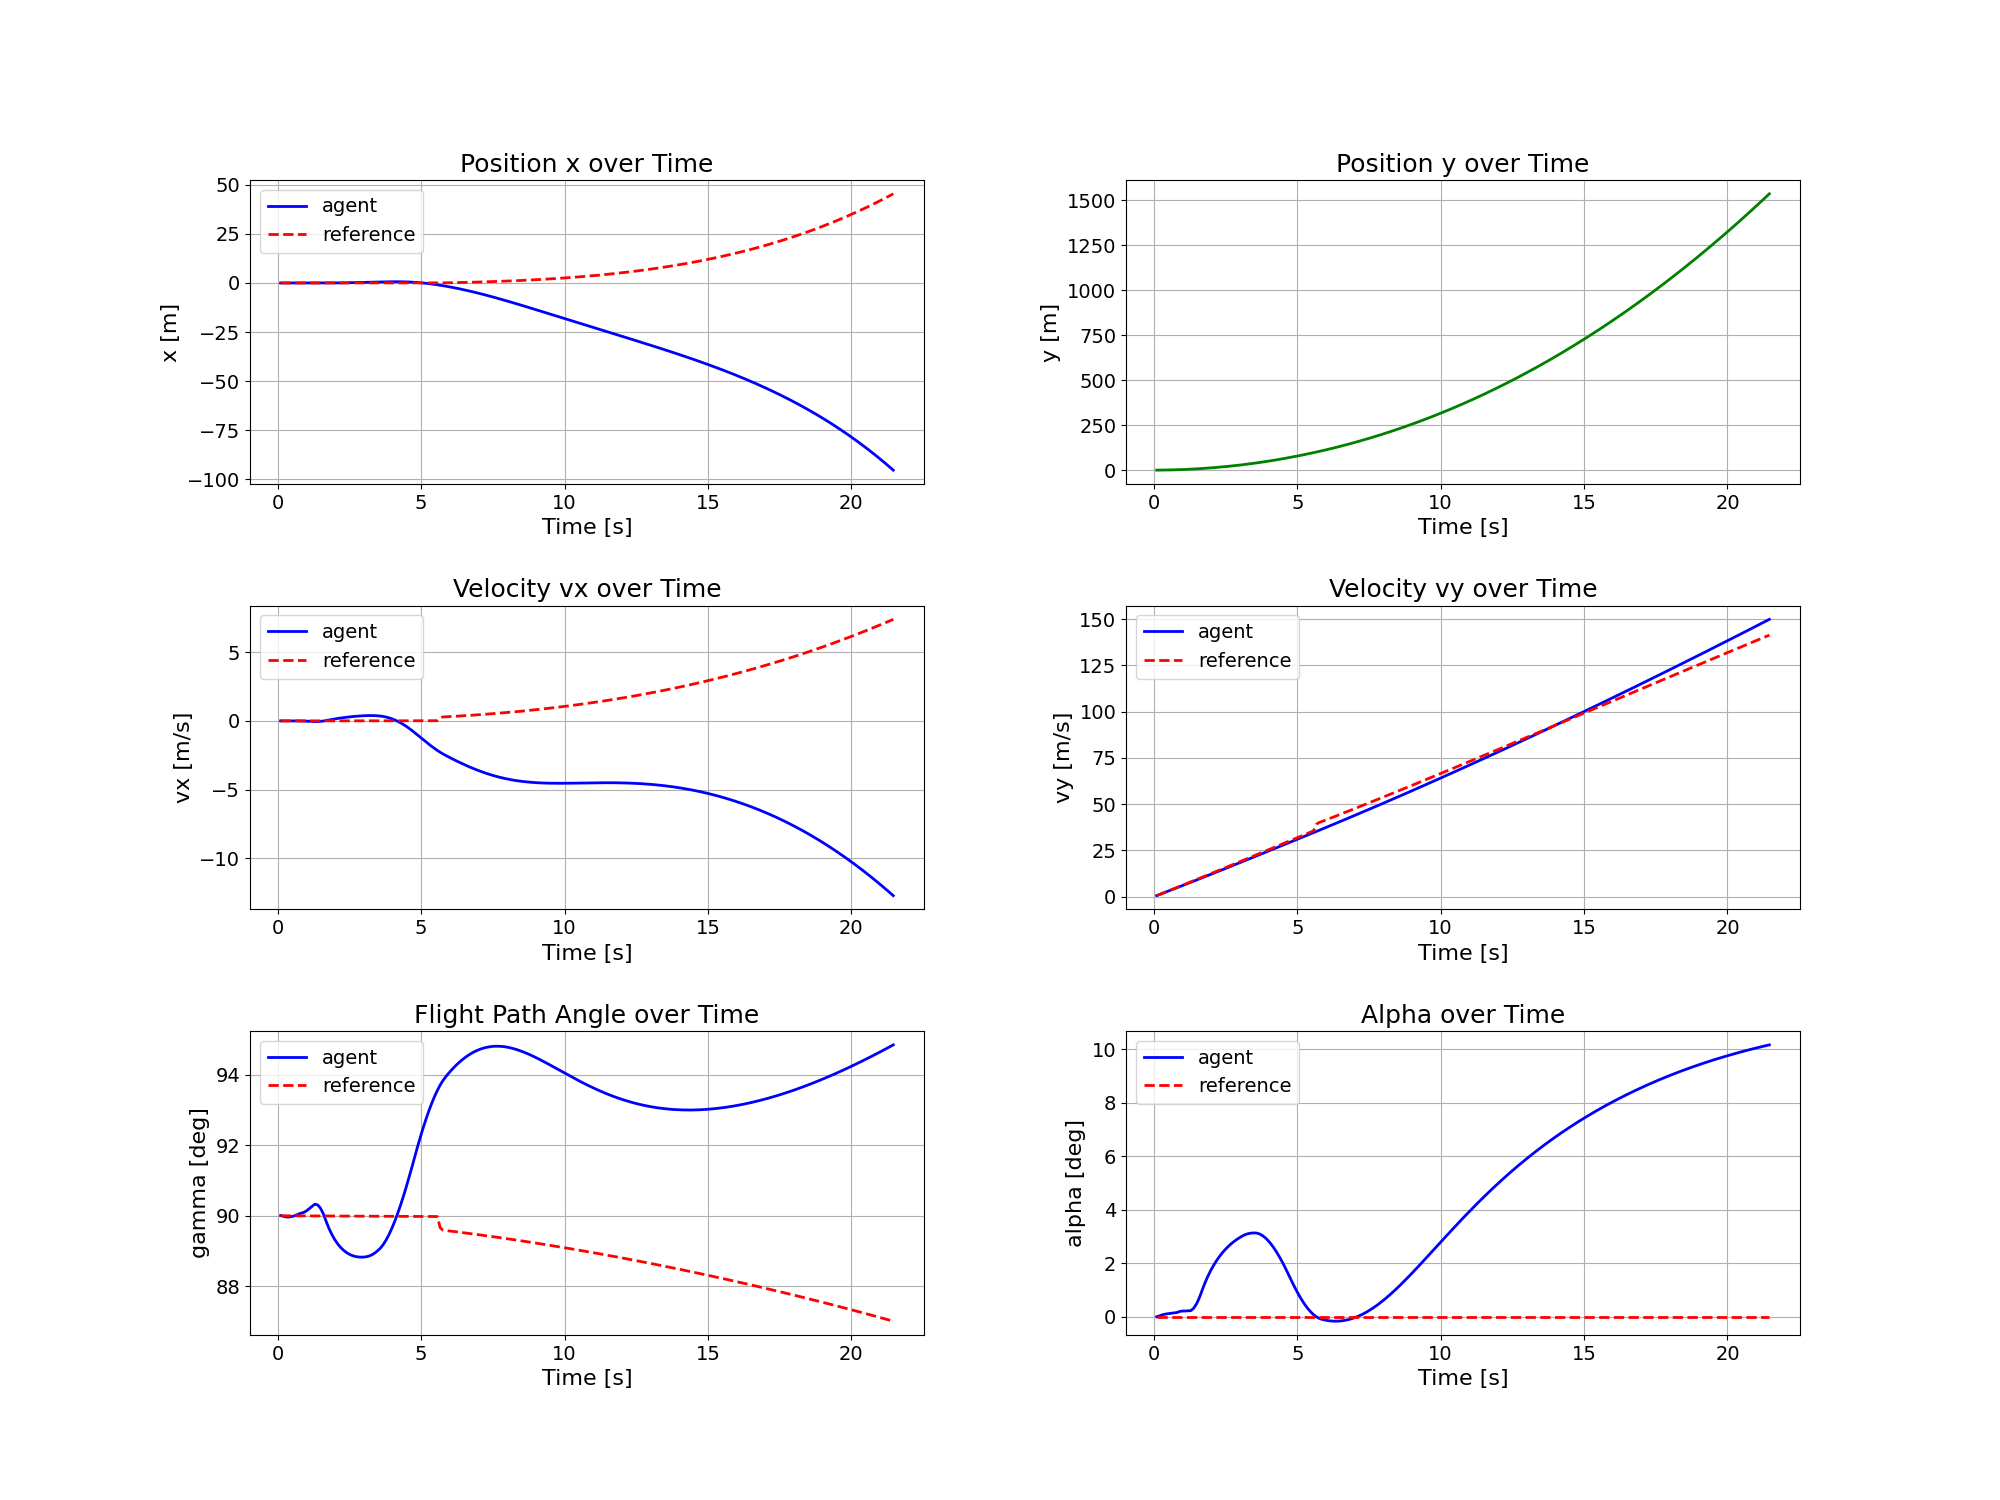 Position x over Time
50
25
0
−25
−50
−75
−100
x [m]
agent
reference
0 5 10 15 20
Time [s]
Position y over Time
1500
1250
1000
750
500
250
0
y [m]
0 5 10 15 20
Time [s]
Velocity vx over Time
5
0
−5
−10
vx [m/s]
agent
reference
0 5 10 15 20
Time [s]
Velocity vy over Time
150
125
100
75
50
25
0
vy [m/s]
agent
reference
0 5 10 15 20
Time [s]
Flight Path Angle over Time
94
92
90
88
gamma [deg]
agent
reference
0 5 10 15 20
Time [s]
Alpha over Time
10
8
6
4
2
0
alpha [deg]
agent
reference
0 5 10 15 20
Time [s]